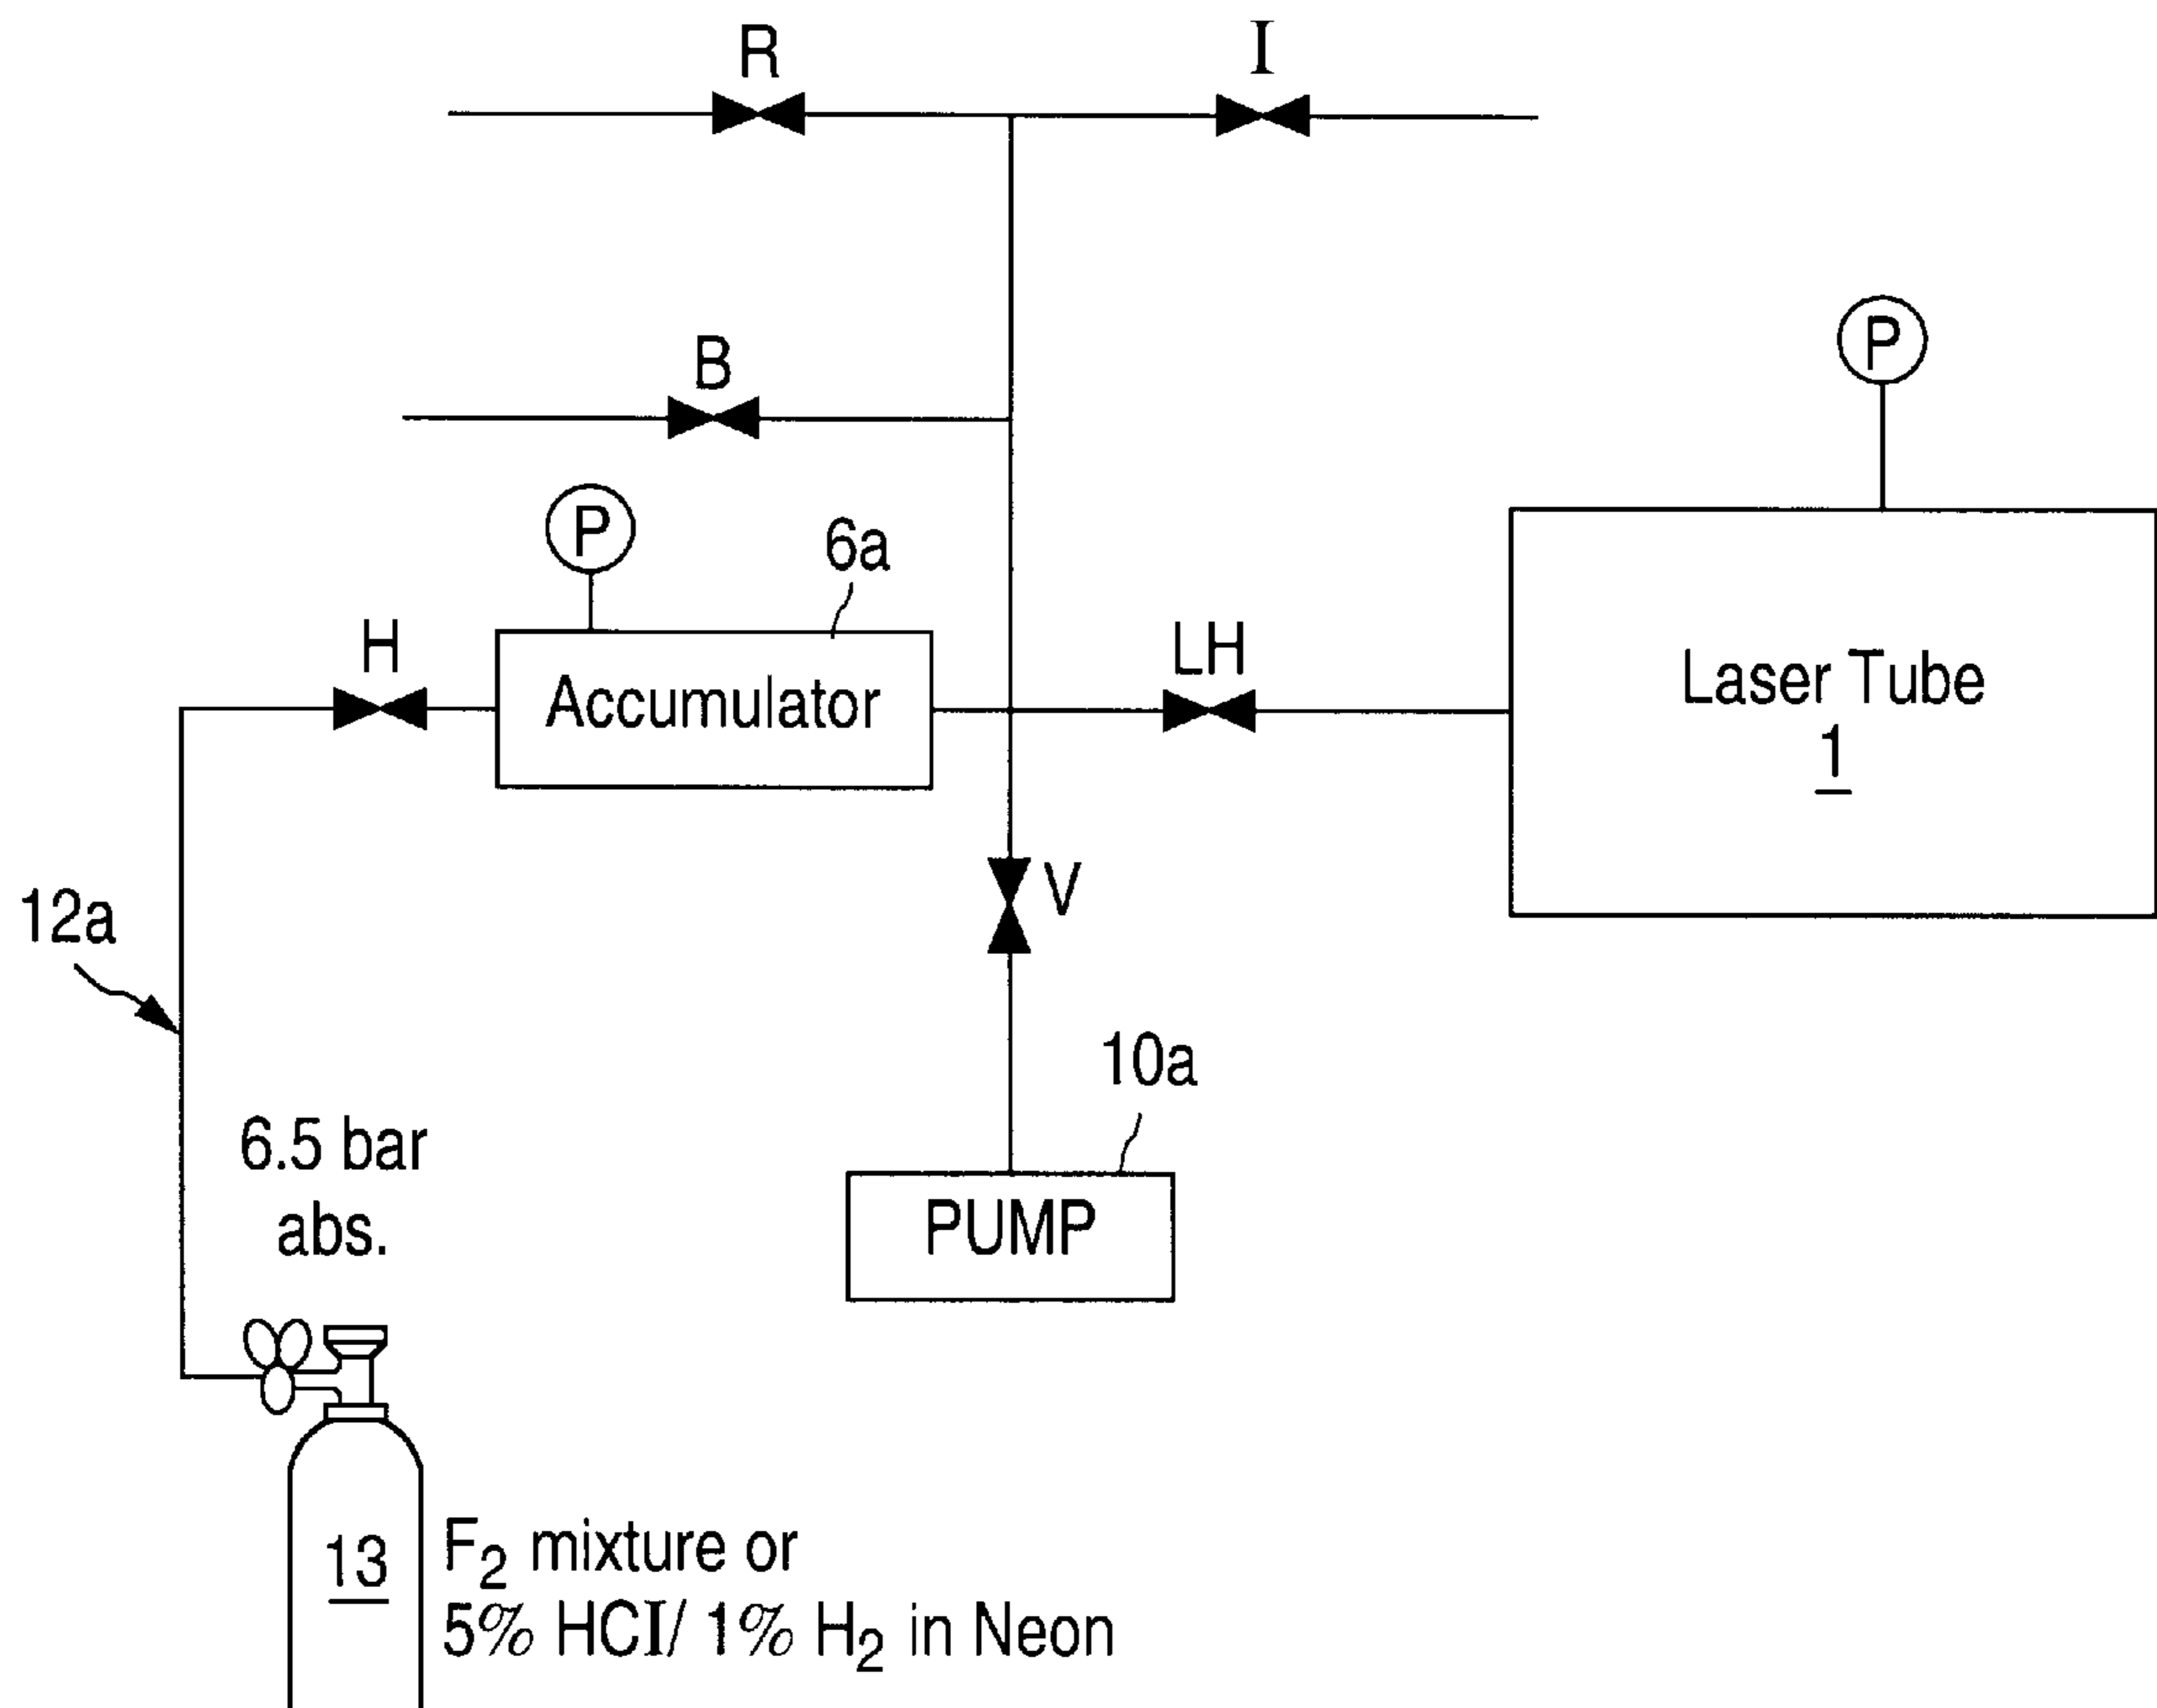 R
I
B
P
P
6a
H
Accumulator
LH
Laser Tube
1
12a
V
10a
6.5 bar
abs.
PUMP
13
F2 mixture or
5% HCI/ 1% H2 in Neon